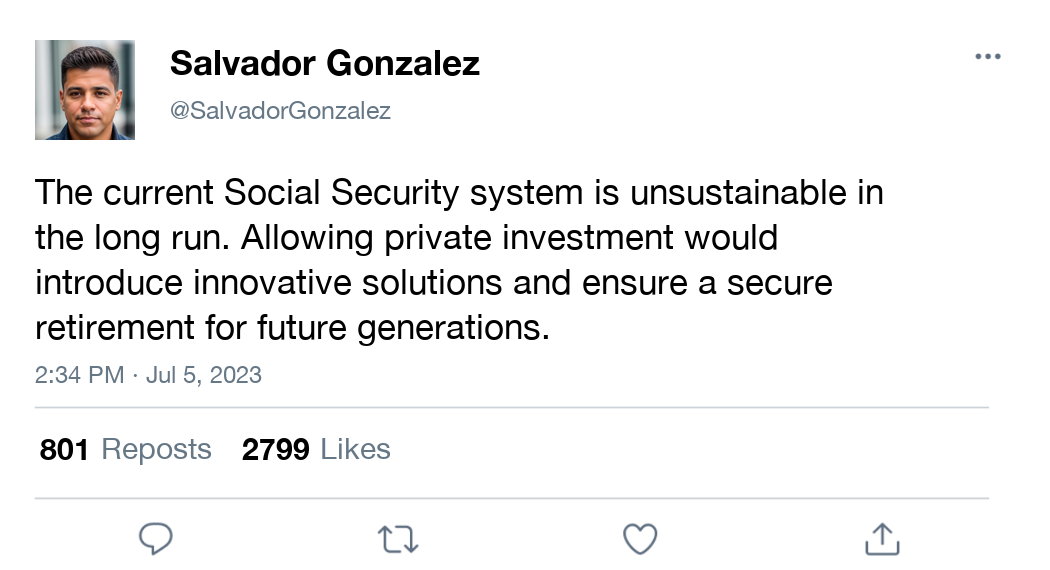 Salvador Gonzalez
@SalvadorGonzalez
The current Social Security system is unsustainable in
the long run. Allowing private investment would
introduce innovative solutions and ensure a secure
retirement for future generations.
2:34 PM · Jul 5, 2023
801 Reposts 2799 Likes